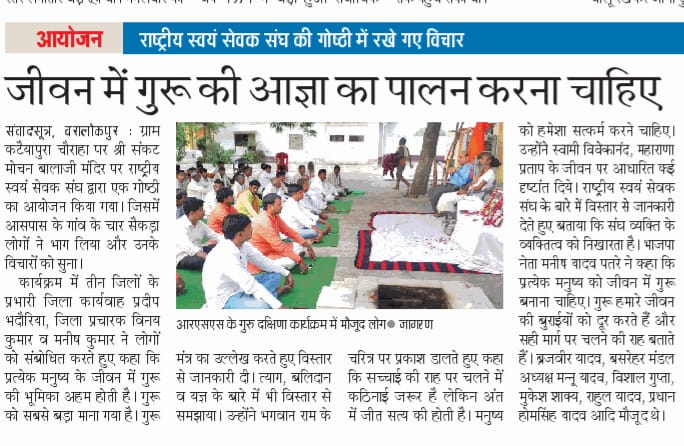 आयोजन
राष्ट्रीय स्वयं सेवक संघ की गोष्ठी में रखे गए विचार
जीवन में गुरू की आज्ञा का पालन करना चाहिए
संवादसूत्र, वरालोकपुर : ग्राम
कटैयापुरा चौराहा पर श्री संकट
मोचन बालाजी मंदिर पर राष्ट्रीय
स्वयं सेवक संघ द्वारा एक गोष्ठी
का आयोजन किया गया। जिसमें
आसपास के गांव के चार सैकड़ा
लोगों ने भाग लिया और उनके
विचारों को सुना।
कार्यक्रम में तीन जिलों के
प्रभारी जिला कार्यवाह प्रदीप
भदौरिया, जिला प्रचारक विनय
कुमार व मनीष कुमार ने लोगों
को संबोधित करते हुए कहा कि
प्रत्येक मनुष्य के जीवन में गुरू
की भूमिका अहम होती है। गुरू
को सबसे बड़ा माना गया है। गुरू
आरएसएस के गुरु दक्षिणा कार्यक्रम में मौजूद लोग● जागरण
मंत्र का उल्लेख करते हुए विस्तार
से जानकारी दी। त्याग, बलिदान
व यज्ञ के बारे में भी विस्तार से
समझाया। उन्होंने भगवान राम के
चरित्र पर प्रकाश डालते हुए कहा
कि सच्चाई की राह पर चलने में
कठिनाई जरूर है लेकिन अंत
में जीत सत्य की होती है। मनुष्य
को हमेशा सत्कर्म करने चाहिए।
उन्होंने स्वामी विवेकानंद, महाराणा
प्रताप के जीवन पर आधारित कई
दृष्टांत दिये। राष्ट्रीय स्वयं सेवक
संघ के बारे में विस्तार से जानकारी
देते हुए बताया कि संघ व्यक्ति के
व्यक्तित्व को निखारता है। भाजपा
नेता मनीष यादव पतरे ने कहा कि
प्रत्येक मनुष्य को जीवन में गुरू
बनाना चाहिए। गुरू हमारे जीवन
की बुराईयों को दूर करते हैं और
सही मार्ग पर चलने की राह बताते
हैं। ब्रजवीर यादव, बसरेहर मंडल
अध्यक्ष मन्नू यादव, विशाल गुप्ता,
मुकेश शाक्य, राहुल यादव, प्रधान
होमसिंह यादव आदि मौजूद थे।